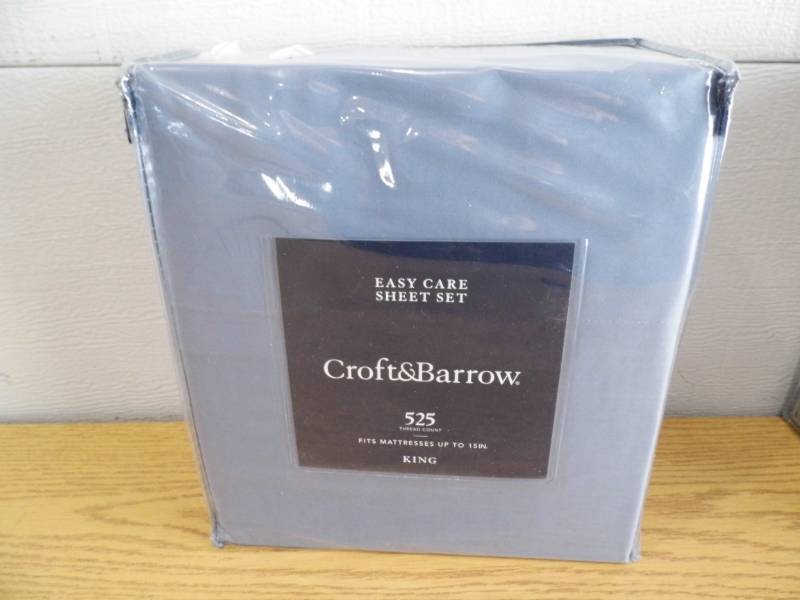 EASY CARE
SHEET SET
Croft&Barrow®
525
THREAD COUNT
FITS MATTRESSES UP TO 15IN.
KING